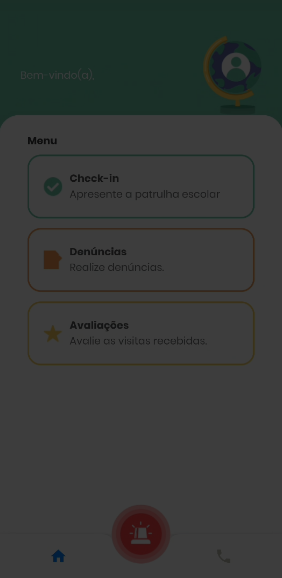 Bem-vindo(a),
Menu
Check-in
Apresente a patrulha escolar
Denúncias
Realize denúncias.
Avaliações
Avalie as visitas recebidas.